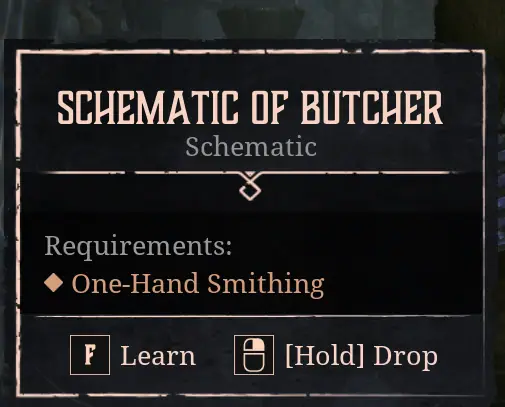 SCHEMATIC OF BUTCHER
Schematic
Requirements:
One-Hand Smithing
F Learn [Hold] Drop